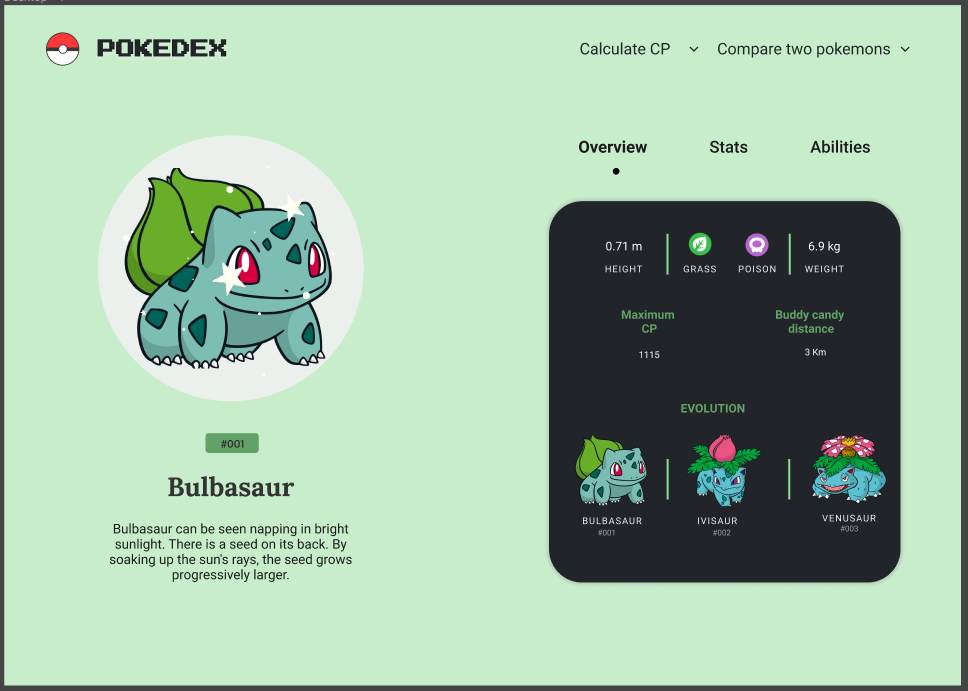 POKEDEX
Calculate CP
Compare two pokemons
Overview
Stats
Abilities
0.71 m
HEIGHT
GRASS
POISON
6.9 kg
WEIGHT
Maximum
CP
1115
Buddy candy
distance
3 Km
EVOLUTION
BULBASAUR
#001
IVISAUR
#002
VENUSAUR
#003
#001
Bulbasaur
Bulbasaur can be seen napping in bright
sunlight. There is a seed on its back. By
soaking up the sun's rays, the seed grows
progressively larger.